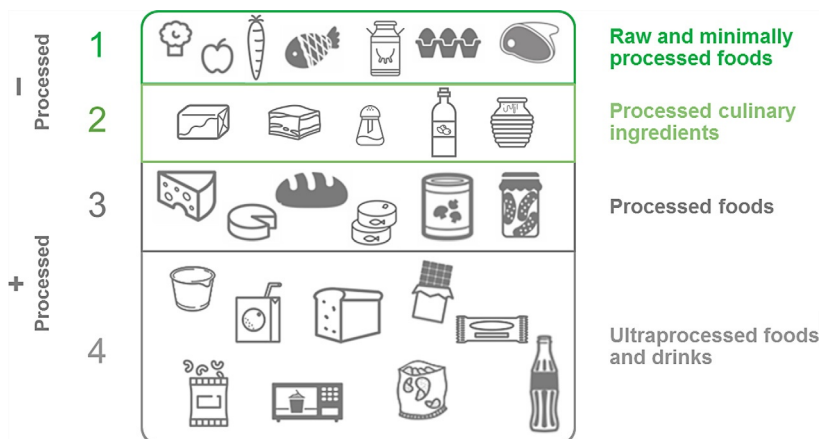 − Processed
1
Raw and minimally
processed foods
2
Processed culinary
ingredients
3
Processed foods
+ Processed
4
Ultraprocessed foods
and drinks